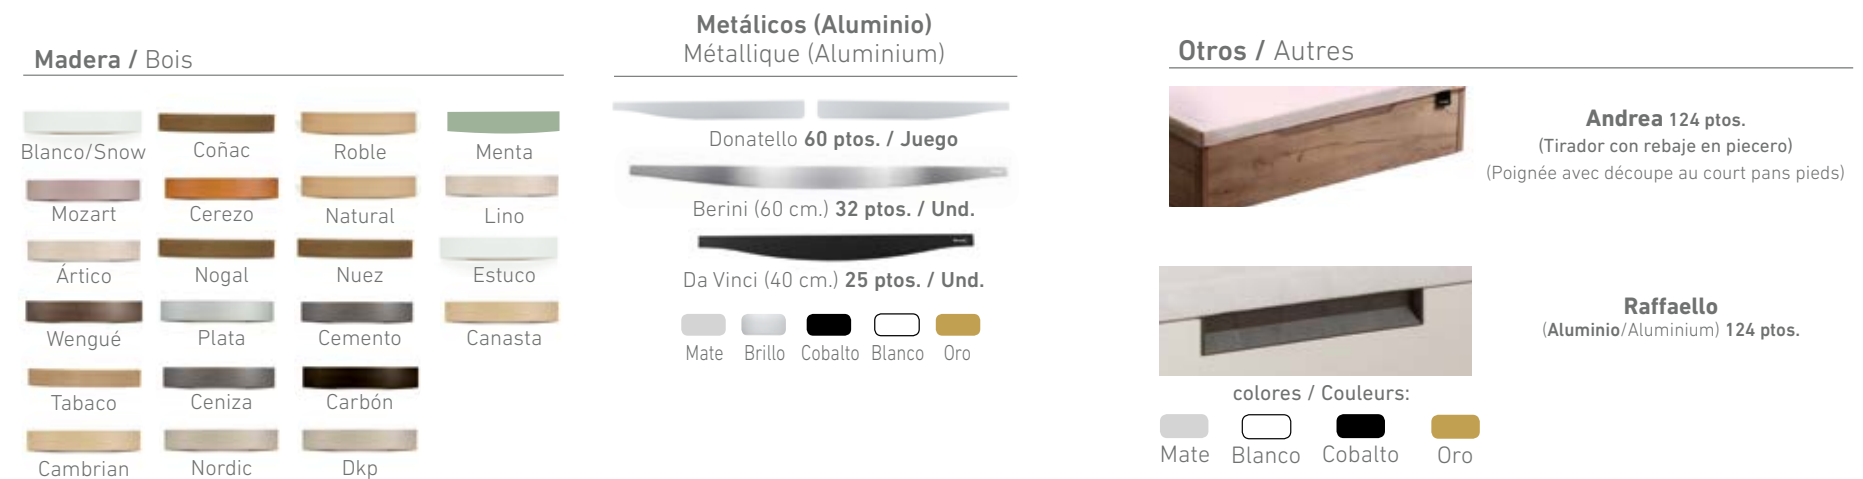 Madera / Bois
Blanco/Snow
Coñac
Roble
Menta
Mozart
Cerezo
Natural
Lino
Ártico
Nogal
Nuez
Estuco
Wengué
Plata
Cemento
Canasta
Tabaco
Ceniza
Carbón
Cambrian
Nordic
Dkp
Metálicos (Aluminio)
Métallique (Aluminium)
Donatello 60 ptos. / Juego
Berini (60 cm.) 32 ptos. / Und.
Da Vinci (40 cm.) 25 ptos. / Und.
Mate
Brillo
Cobalto
Blanco
Oro
Otros / Autres
Andrea 124 ptos.
(Tirador con rebaje en piecero)
(Poignée avec découpe au court pans pieds)
Raffaello
(Aluminio/Aluminium) 124 ptos.
colores / Couleurs:
Mate
Blanco
Cobalto
Oro